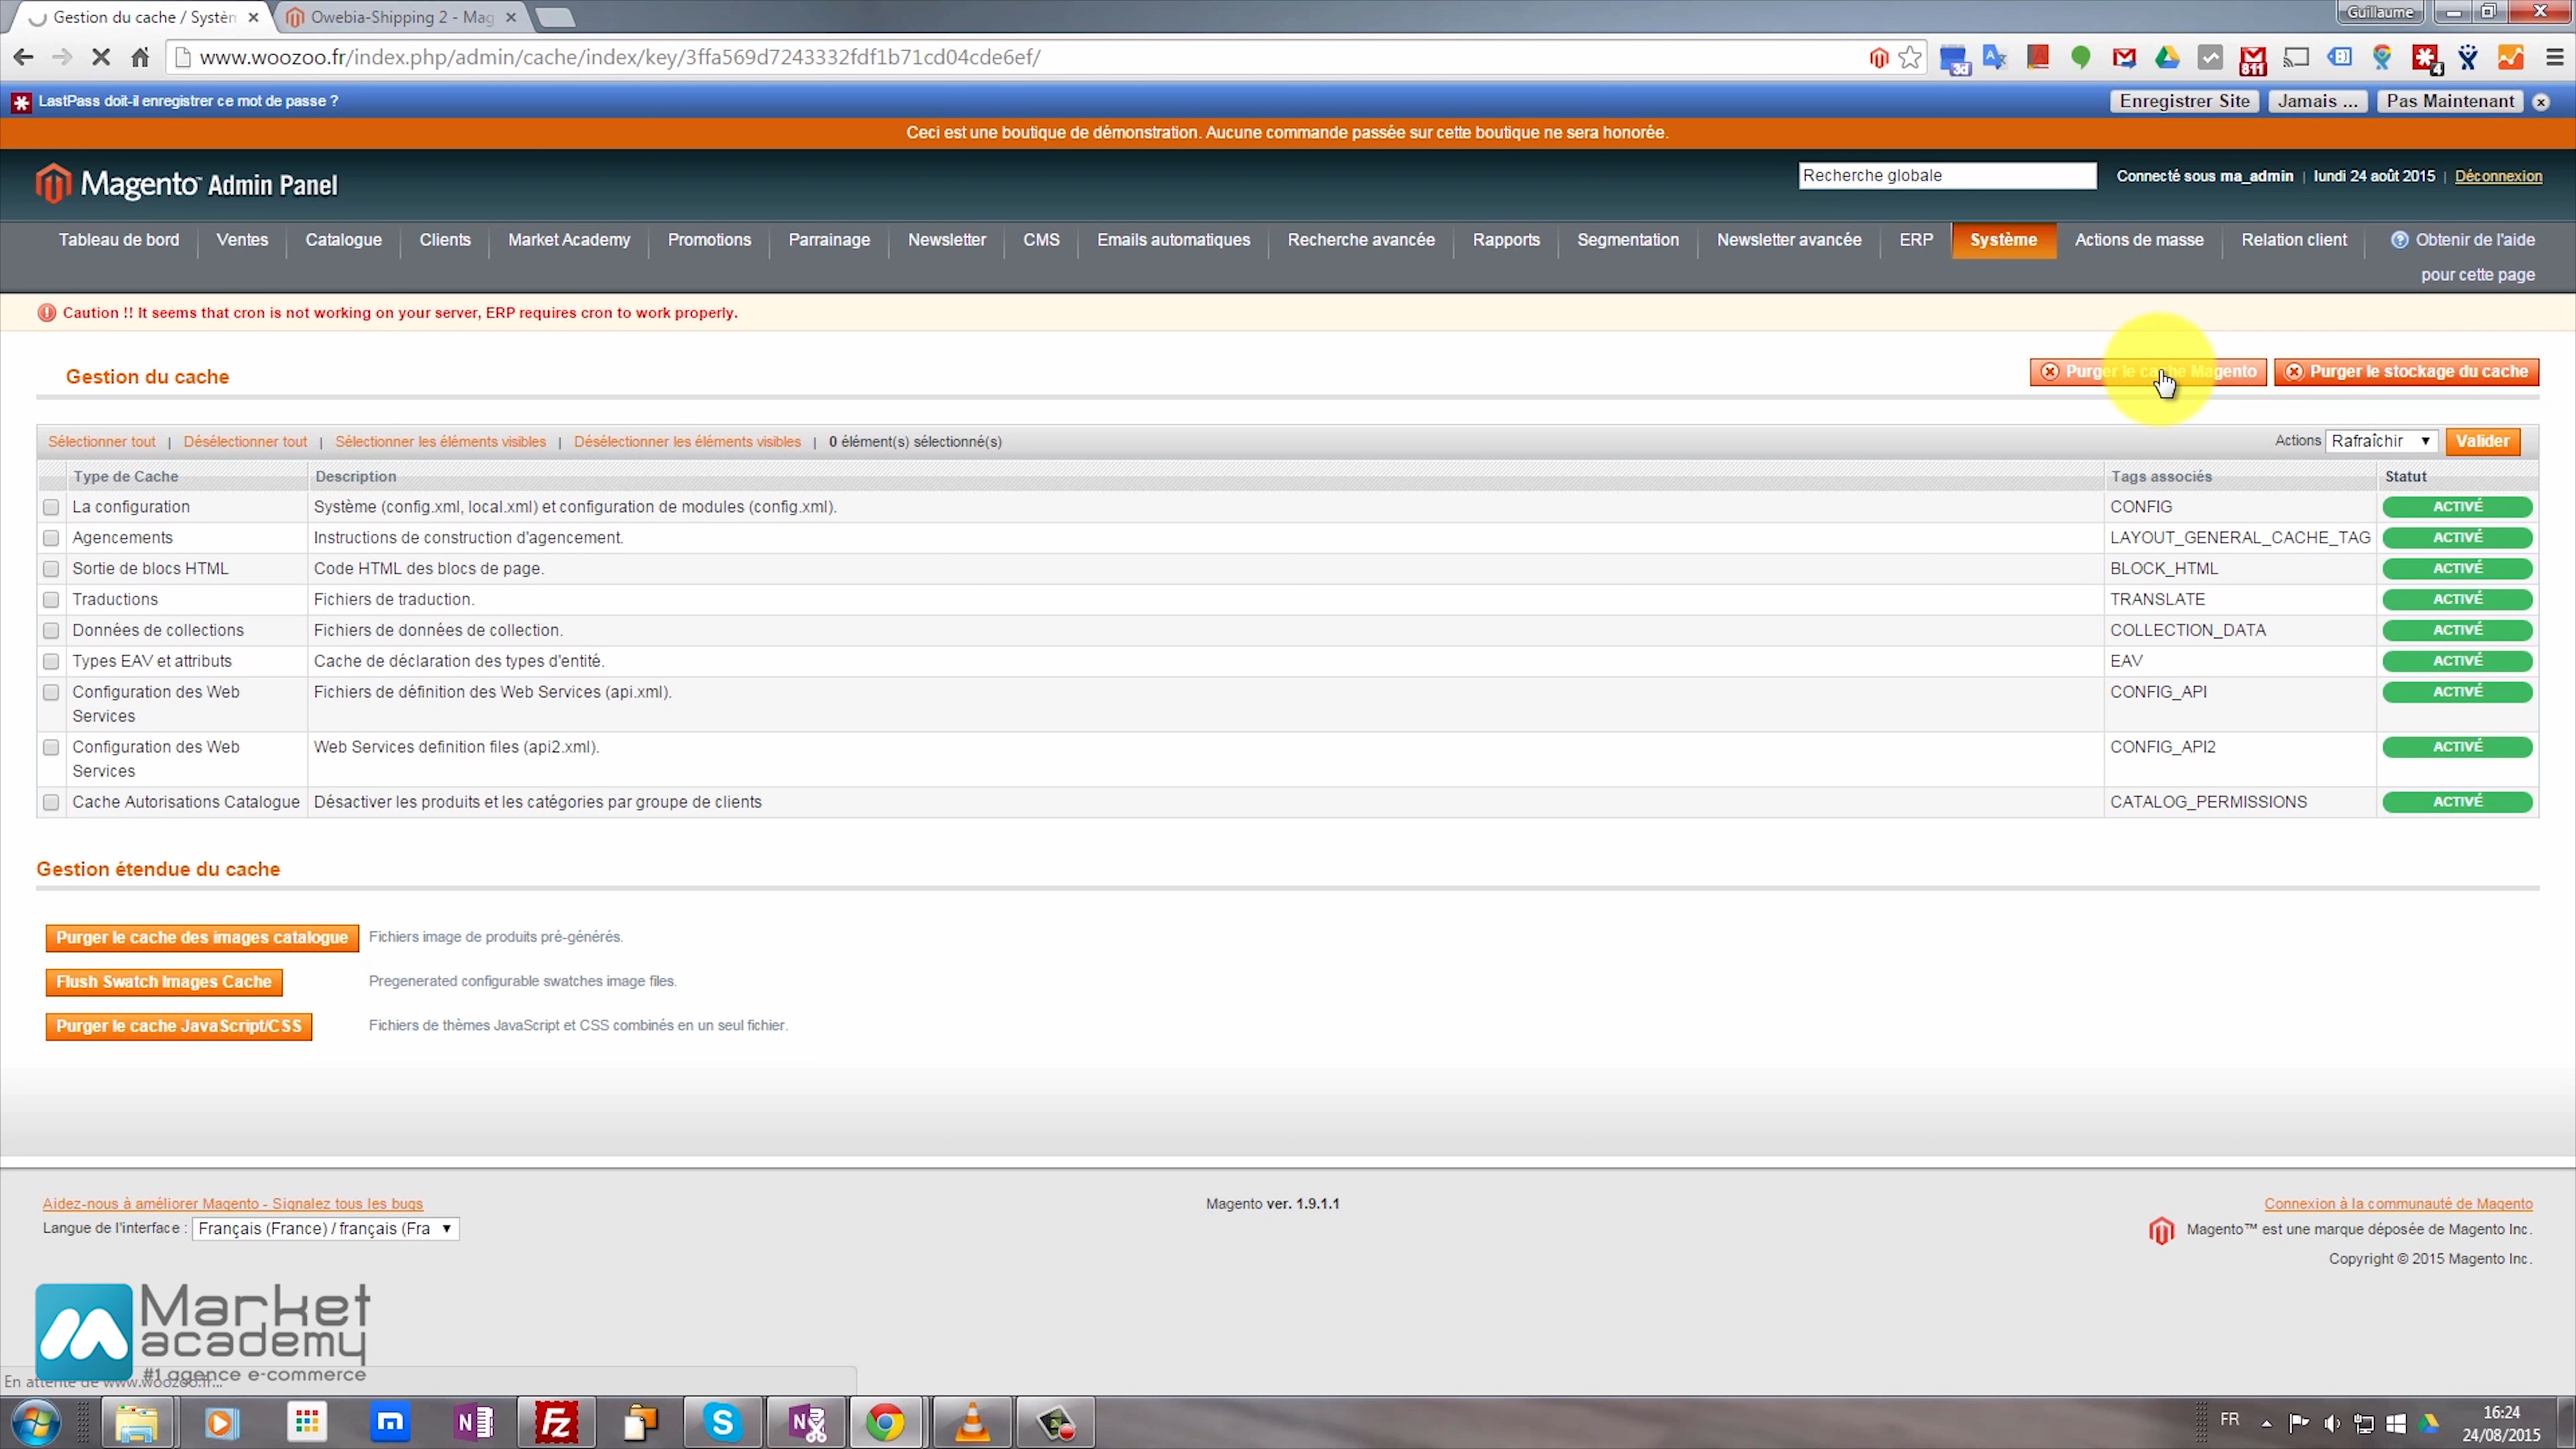 Gestion du cache / Systèm
Owebia-Shipping 2 - Mag
Guillaume
www.woozoo.fr/index.php/admin/cache/index/key/3ffa569d7243332fdf1b71cd04cde6ef/
LastPass doit-il enregistrer ce mot de passe ?
Enregistrer Site
Jamais ...
Pas Maintenant
Ceci est une boutique de démonstration. Aucune commande passée sur cette boutique ne sera honorée.
Magento™ Admin Panel
Recherche globale
Connecté sous ma_admin | lundi 24 août 2015 | Déconnexion
Tableau de bord
Ventes
Catalogue
Clients
Market Academy
Promotions
Parrainage
Newsletter
CMS
Emails automatiques
Recherche avancée
Rapports
Segmentation
Newsletter avancée
ERP
Système
Actions de masse
Relation client
Obtenir de l'aide
pour cette page
Caution !! It seems that cron is not working on your server, ERP requires cron to work properly.
Gestion du cache
Purger le cache Magento
Purger le stockage du cache
Sélectionner tout | Désélectionner tout | Sélectionner les éléments visibles | Désélectionner les éléments visibles | 0 élément(s) sélectionné(s)
Actions Rafraîchir Valider
Type de Cache Description Tags associés Statut
La configuration Système (config.xml, local.xml) et configuration de modules (config.xml). CONFIG ACTIVÉ
Agencements Instructions de construction d'agencement. LAYOUT_GENERAL_CACHE_TAG ACTIVÉ
Sortie de blocs HTML Code HTML des blocs de page. BLOCK_HTML ACTIVÉ
Traductions Fichiers de traduction. TRANSLATE ACTIVÉ
Données de collections Fichiers de données de collection. COLLECTION_DATA ACTIVÉ
Types EAV et attributs Cache de déclaration des types d'entité. EAV ACTIVÉ
Configuration des Web Fichiers de définition des Web Services (api.xml). CONFIG_API ACTIVÉ
Services
Configuration des Web Web Services definition files (api2.xml). CONFIG_API2 ACTIVÉ
Services
Cache Autorisations Catalogue Désactiver les produits et les catégories par groupe de clients CATALOG_PERMISSIONS ACTIVÉ
Gestion étendue du cache
Purger le cache des images catalogue Fichiers image de produits pré-générés.
Flush Swatch Images Cache Pregenerated configurable swatches image files.
Purger le cache JavaScript/CSS Fichiers de thèmes JavaScript et CSS combinés en un seul fichier.
Aidez-nous à améliorer Magento - Signalez tous les bugs
Langue de l'interface : Français (France) / français (Fra
Magento ver. 1.9.1.1
Connexion à la communauté de Magento
Magento™ est une marque déposée de Magento Inc.
Copyright © 2015 Magento Inc.
Market
academy
#1 agence e-commerce
En attente de www.woozoo.fr...
FR
16:24
24/08/2015